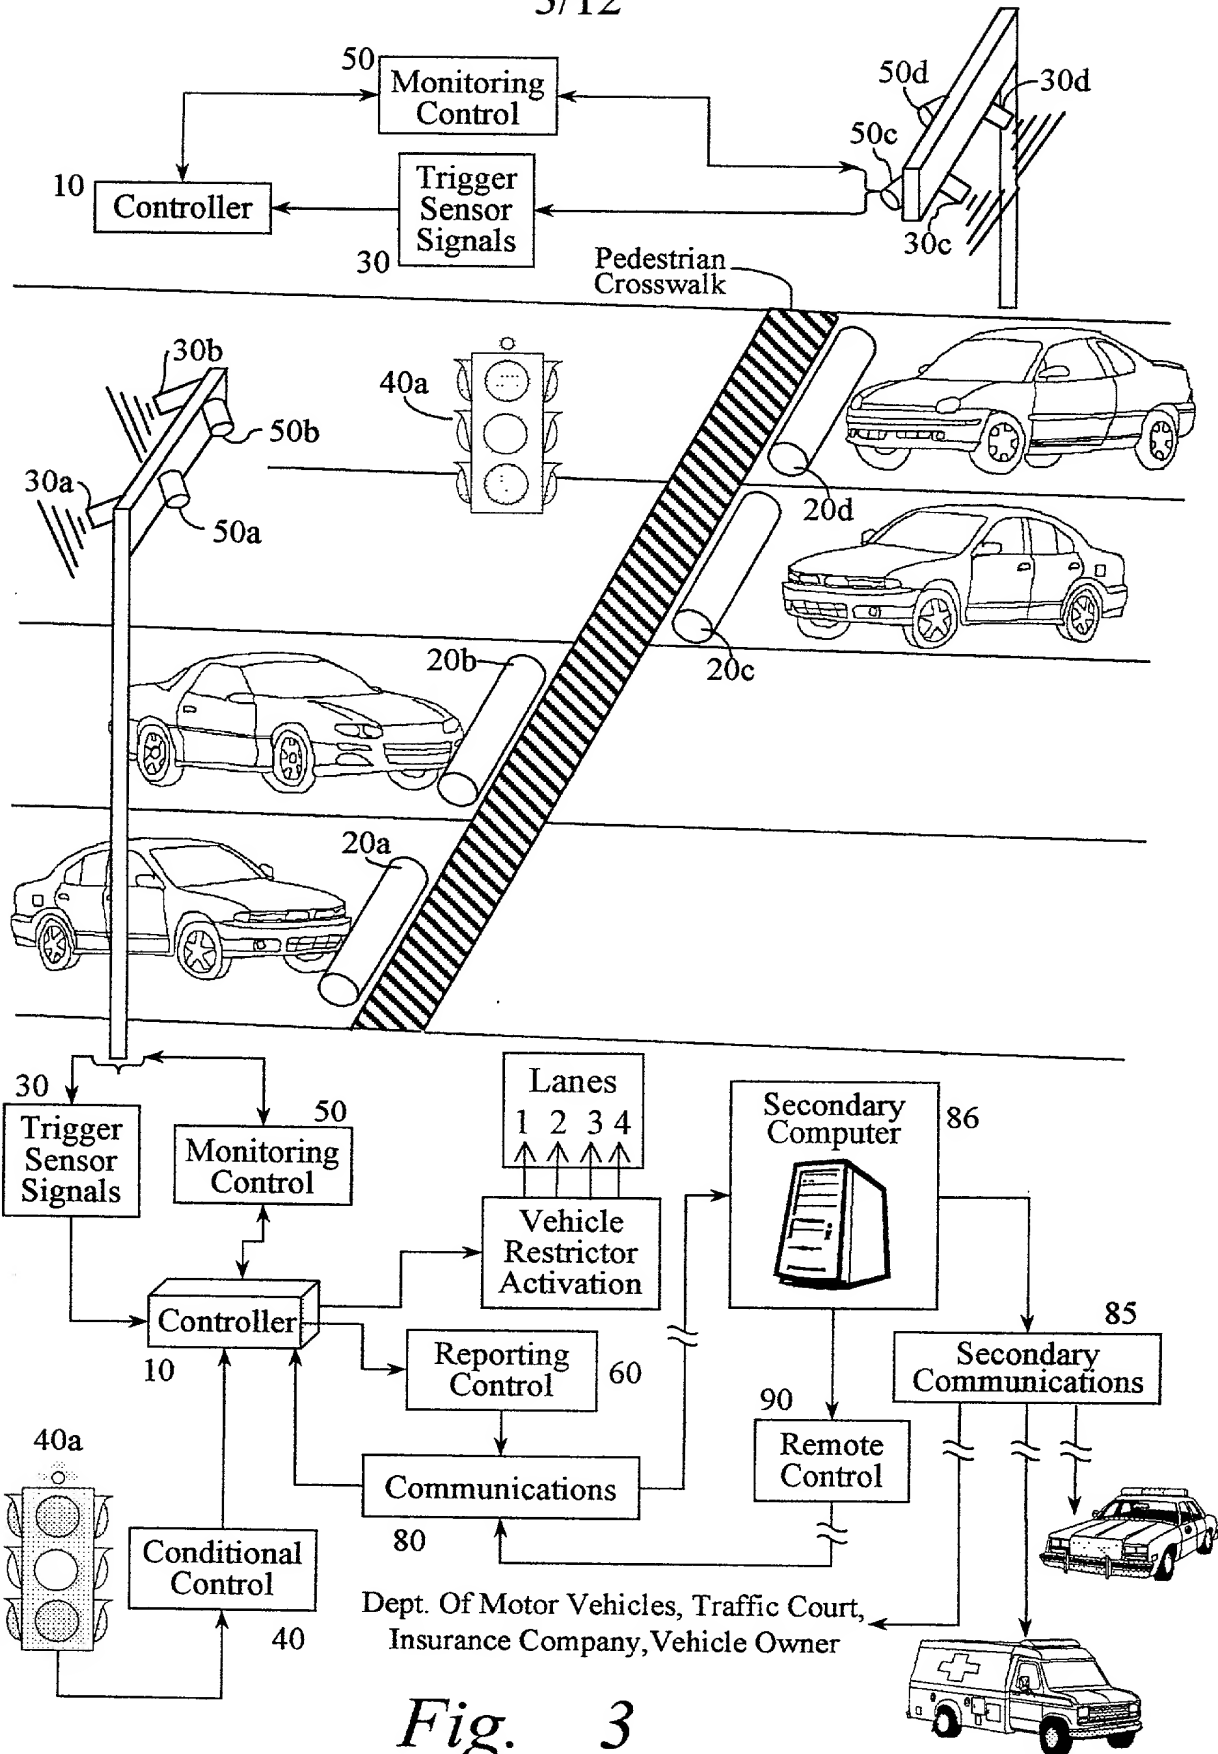 3/12
50
Monitoring
Control
50d
30d
50c
10
Controller
Trigger
Sensor
Signals
30
30c
Pedestrian
Crosswalk
30b
40a
50b
30a
50a
20d
20c
20b
20a
30
Trigger
Sensor
Signals
50
Monitoring
Control
Lanes
1 2 3 4
Vehicle
Restrictor
Activation
Secondary
Computer
86
Controller
10
Reporting
Control
60
85
Secondary
Communications
90
Remote
Control
40a
Communications
80
Conditional
Control
40
Dept. Of Motor Vehicles, Traffic Court,
Insurance Company, Vehicle Owner
Fig. 3